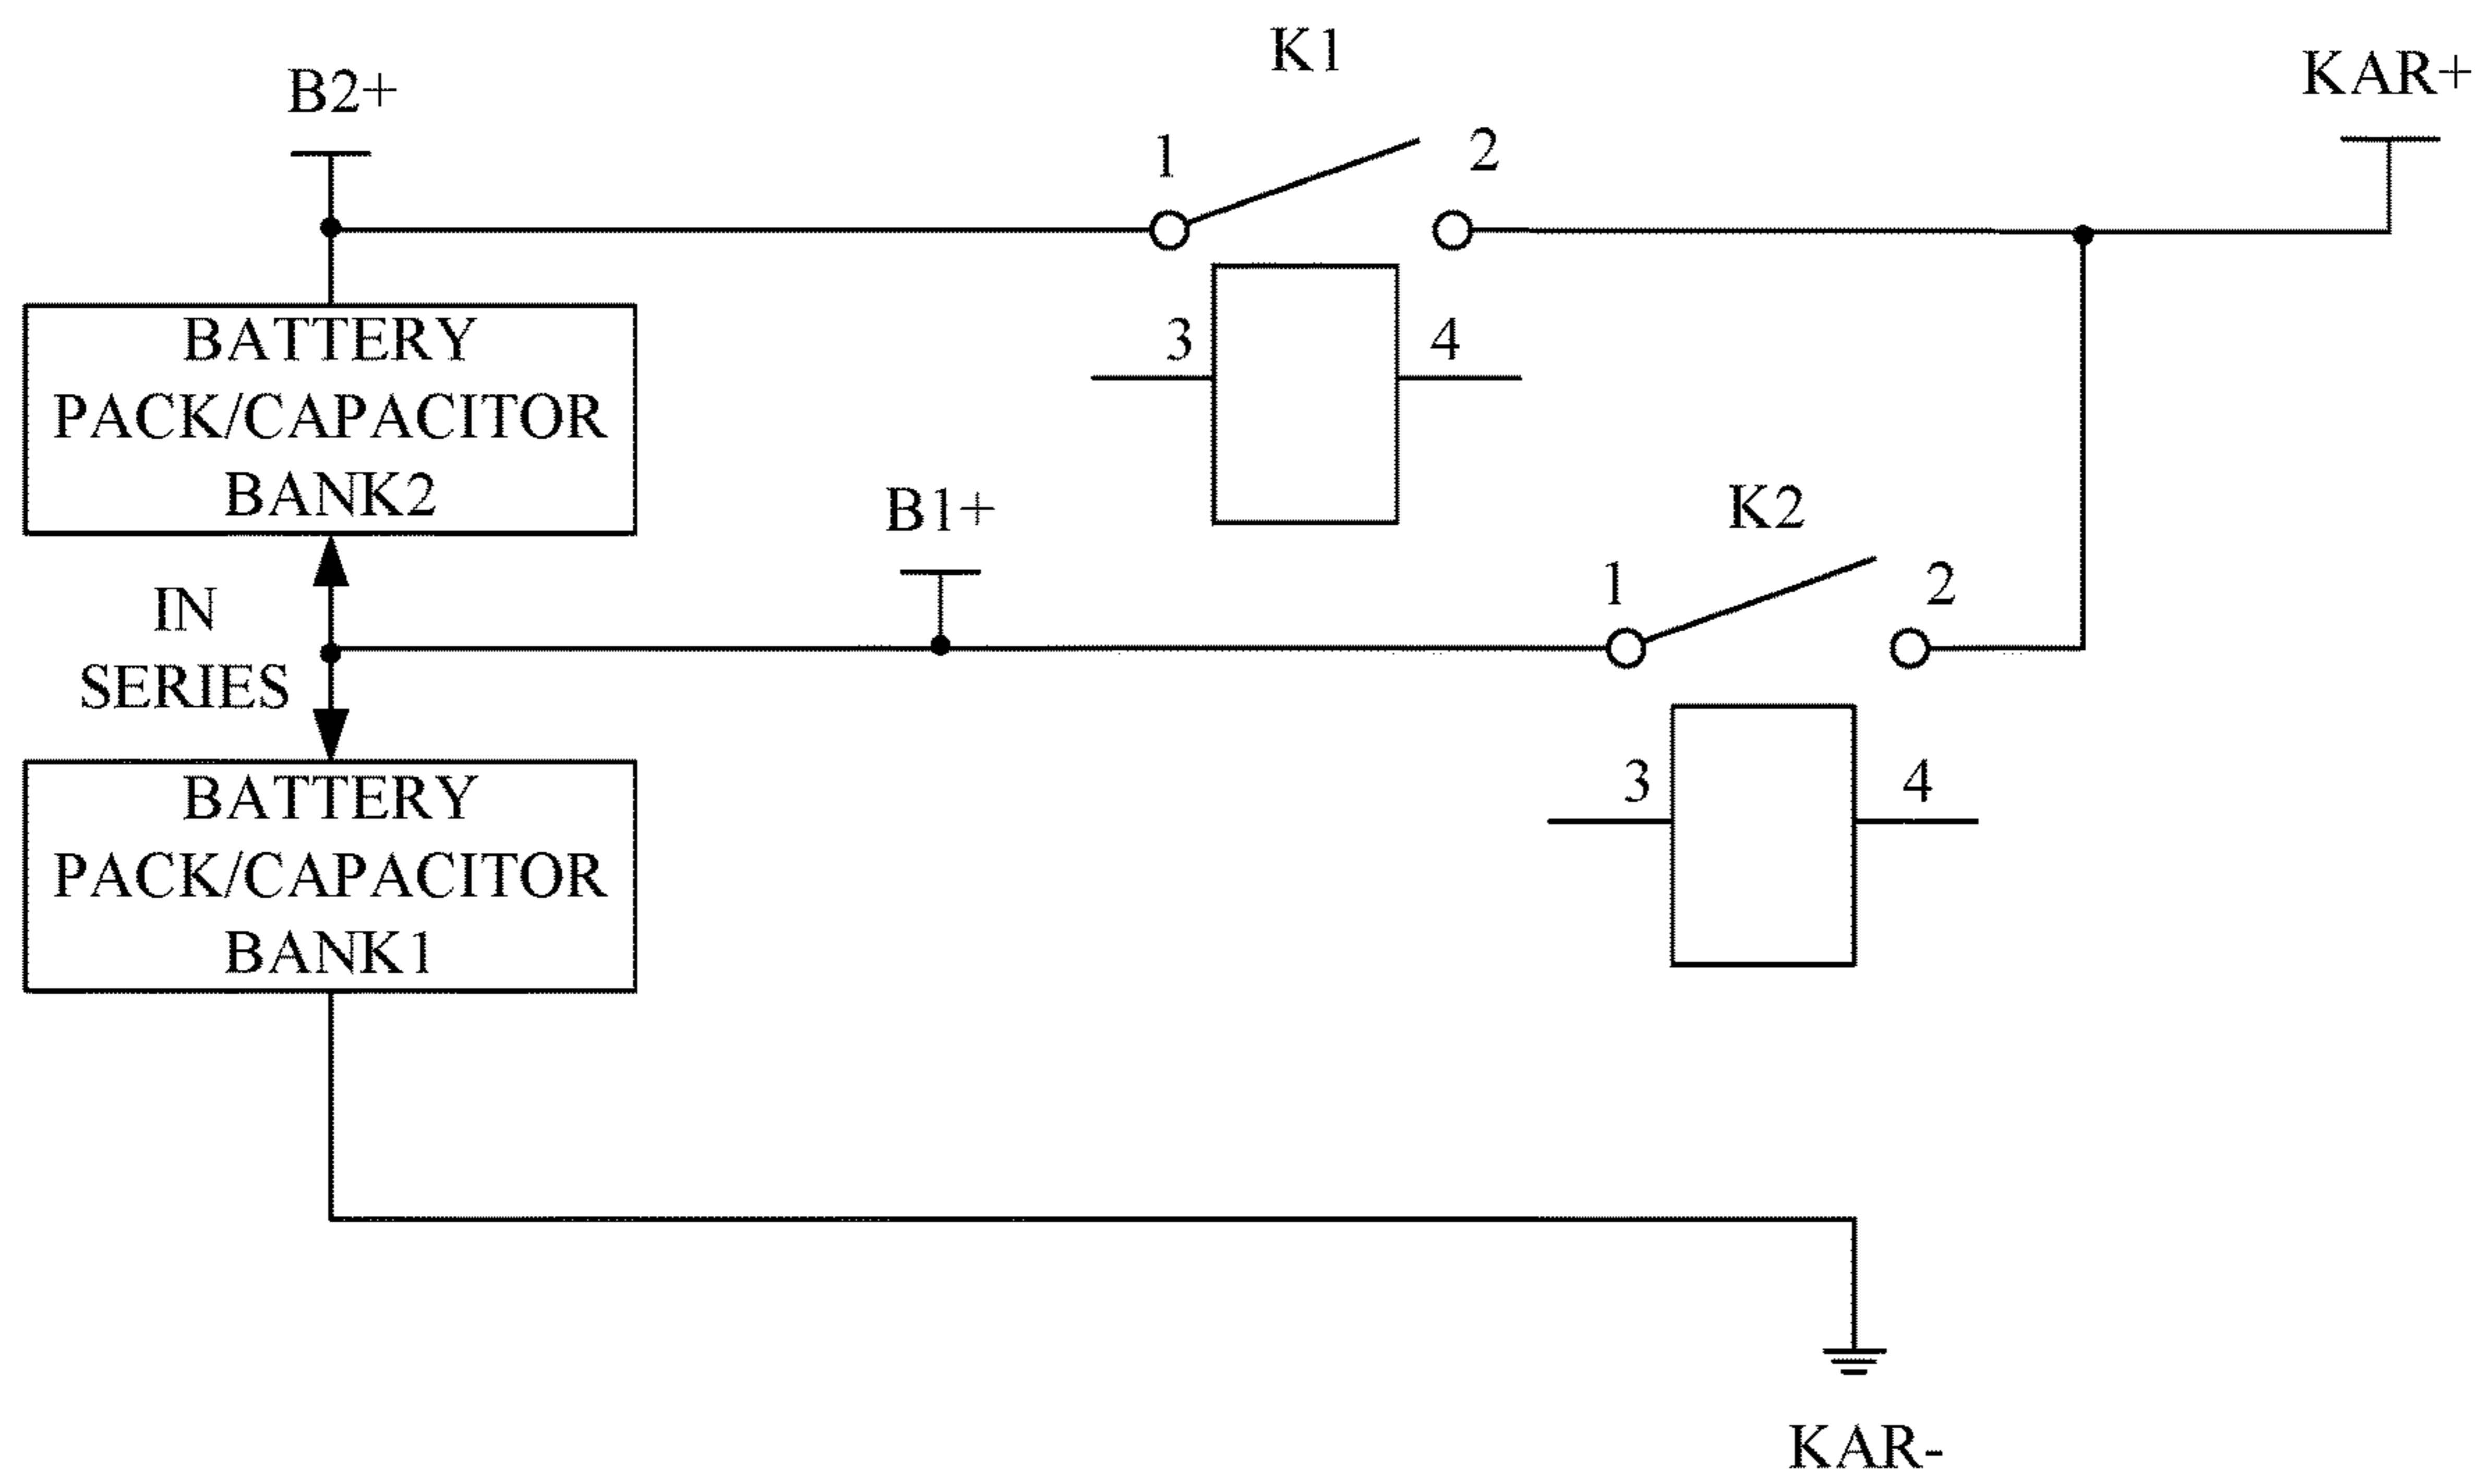 K1
KAR+
B2+
1
2
BATTERY
PACK/CAPACITOR
BANK2
3
4
B1+
K2
IN
SERIES
1
2
BATTERY
PACK/CAPACITOR
BANK1
3
4
KAR-